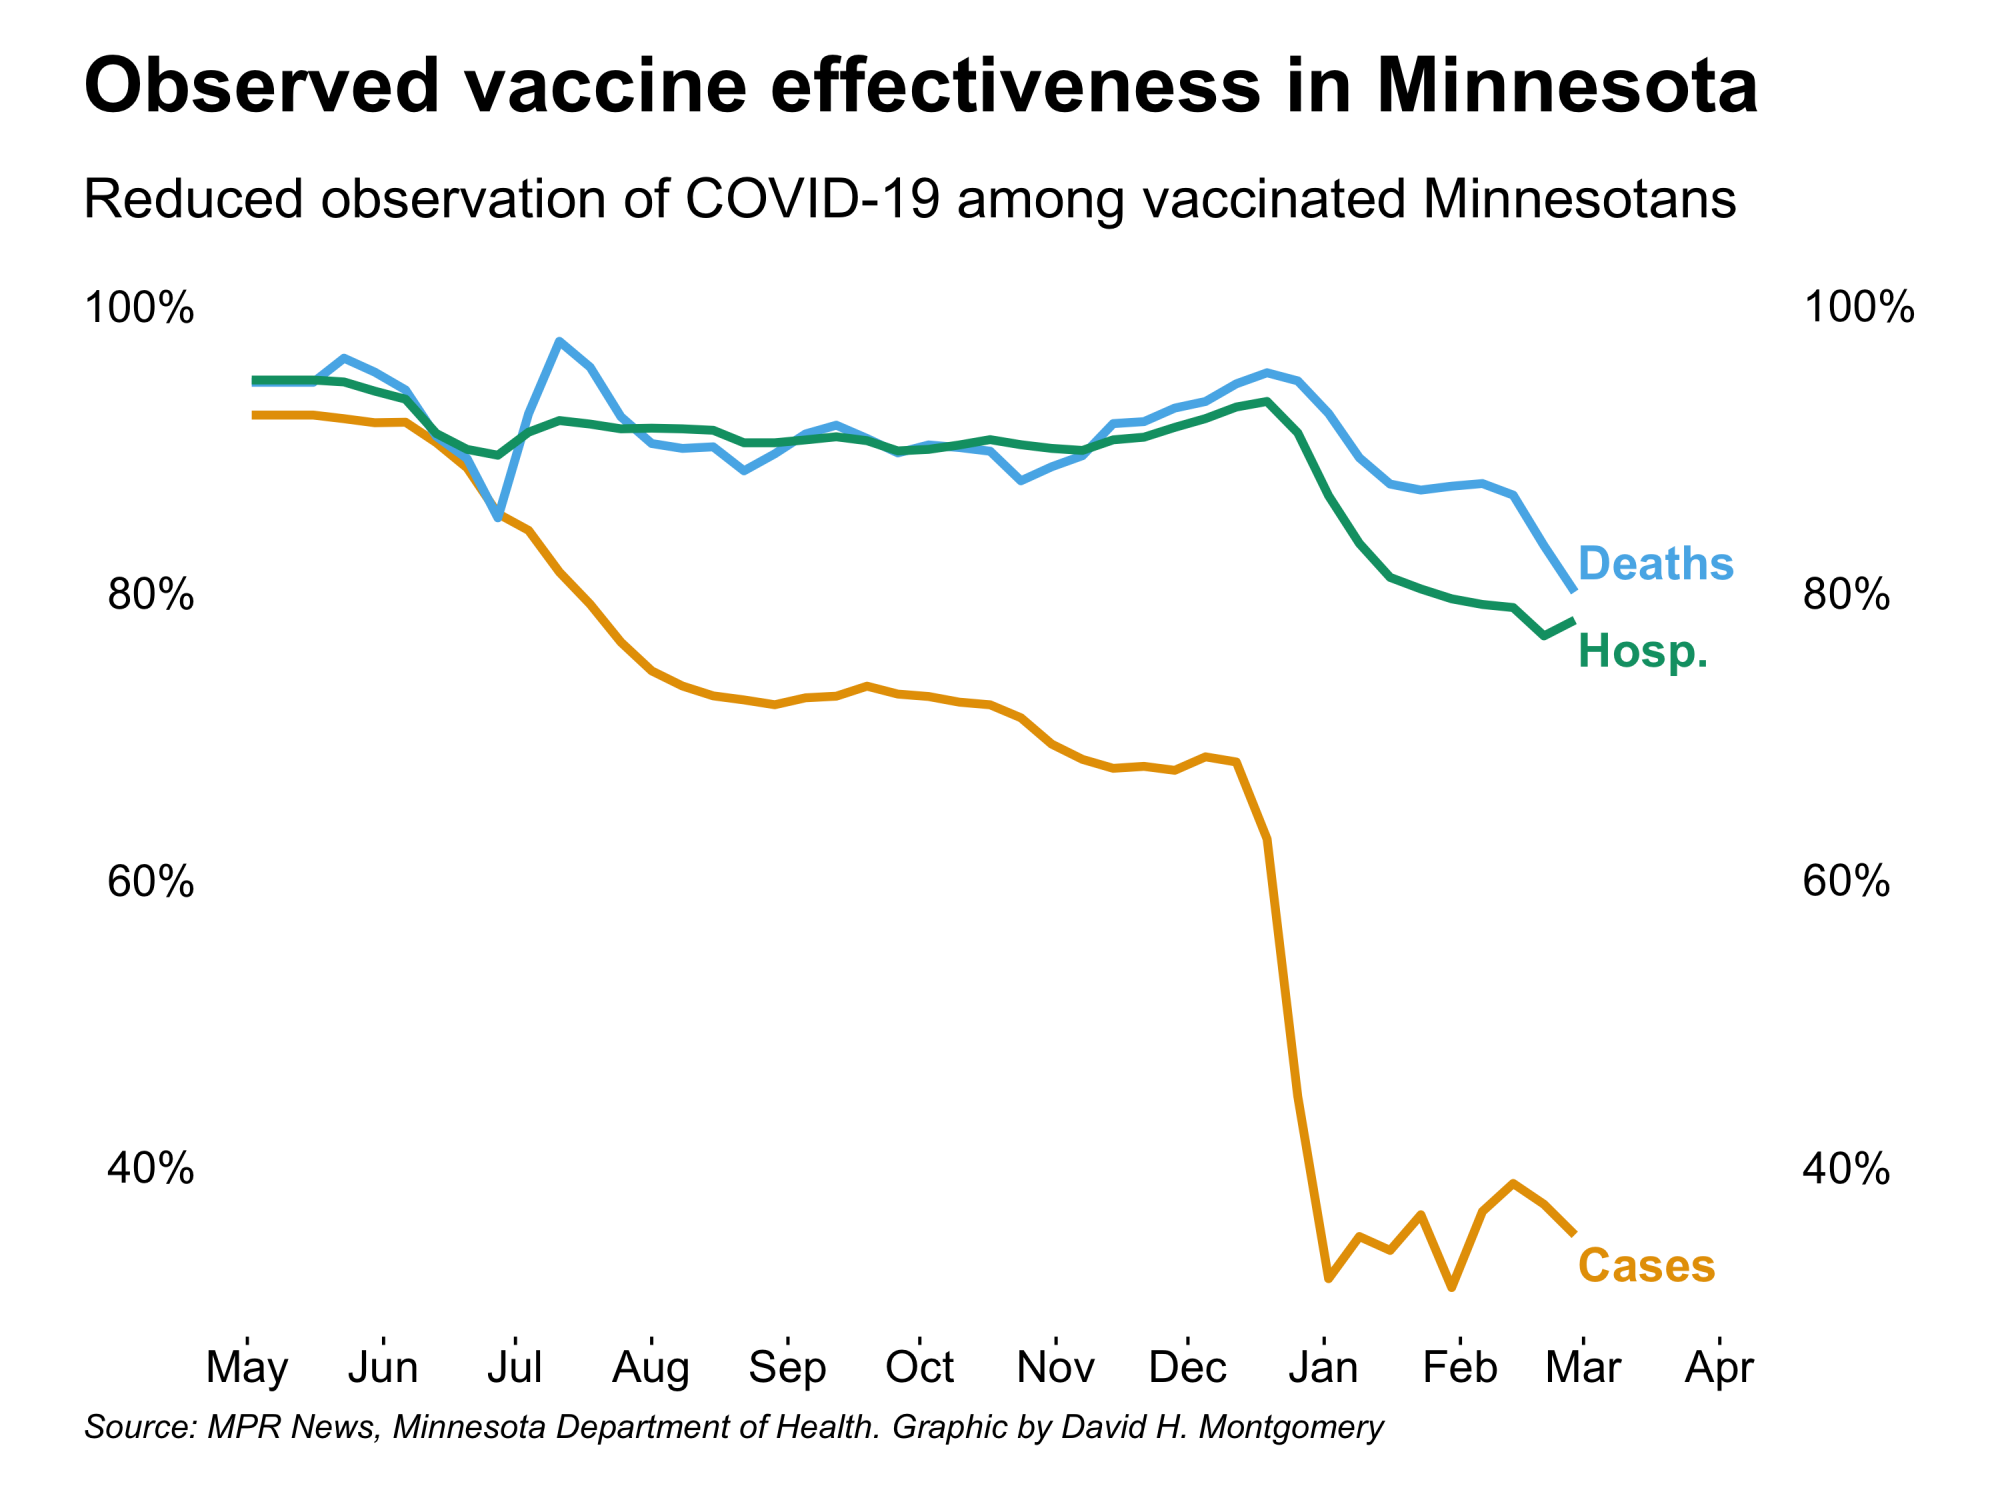 Observed vaccine effectiveness in Minnesota
Reduced observation of COVID-19 among vaccinated Minnesotans
100% 100%
Deaths
80% 80%
Hosp.
60% 60%
40% 40%
Cases
May Jun Jul Aug Sep Oct Nov Dec Jan Feb Mar Apr
Source: MPR News, Minnesota Department of Health. Graphic by David H. Montgomery